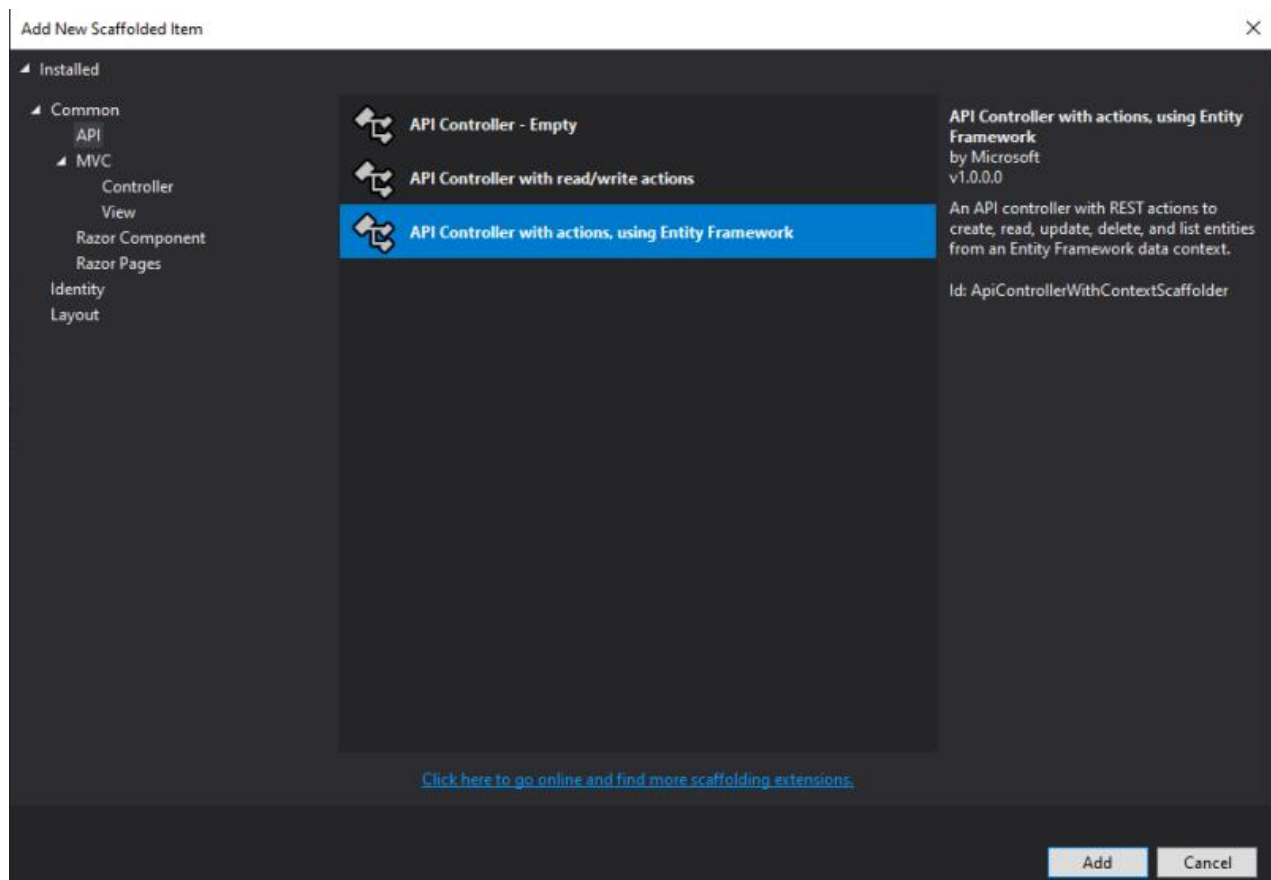 Add New Scaffolded Item
Installed
Common
API
MVC
Controller
View
Razor Component
Razor Pages
Identity
Layout
API Controller - Empty
API Controller with read/write actions
API Controller with actions, using Entity Framework
API Controller with actions, using Entity
Framework
by Microsoft
v1.0.0.0
An API controller with REST actions to
create, read, update, delete, and list entities
from an Entity Framework data context.
Id: ApiControllerWithContextScaffolder
Click here to go online and find more scaffolding extensions.
Add
Cancel